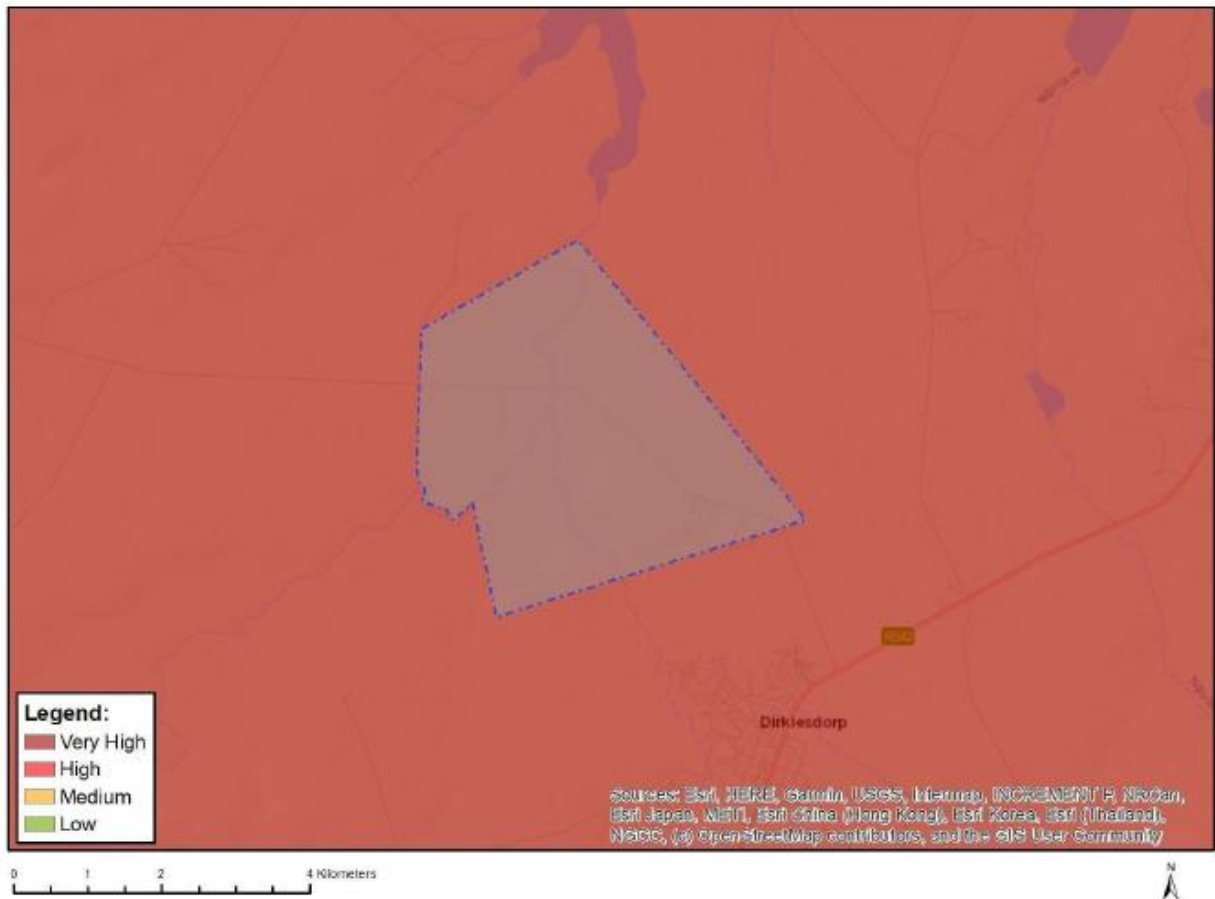 Dirkiesdorp
Legend:
Very High
High
Medium
Low
Sources: Esri, HERE, Garmin, USGS, Intermap, INCREMENT P, NRCan,
Esri Japan, METI, Esri China (Hong Kong), Esri Korea, Esri (Thailand),
NGCC, (c) OpenStreetMap contributors, and the GIS User Community
0 1 2 4 Kilometers
N